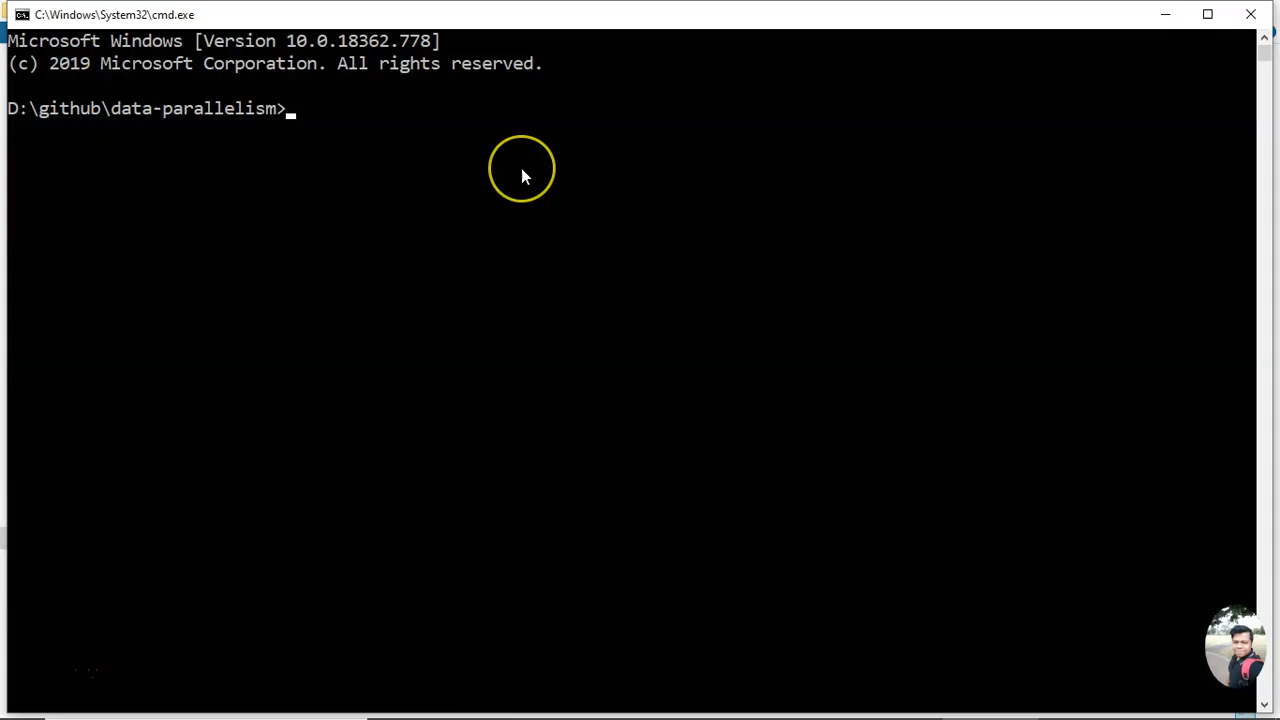 C:\Windows\System32\cmd.exe
Microsoft Windows [Version 10.0.18362.778]
(c) 2019 Microsoft Corporation. All rights reserved.
D:\github\data-parallelism>